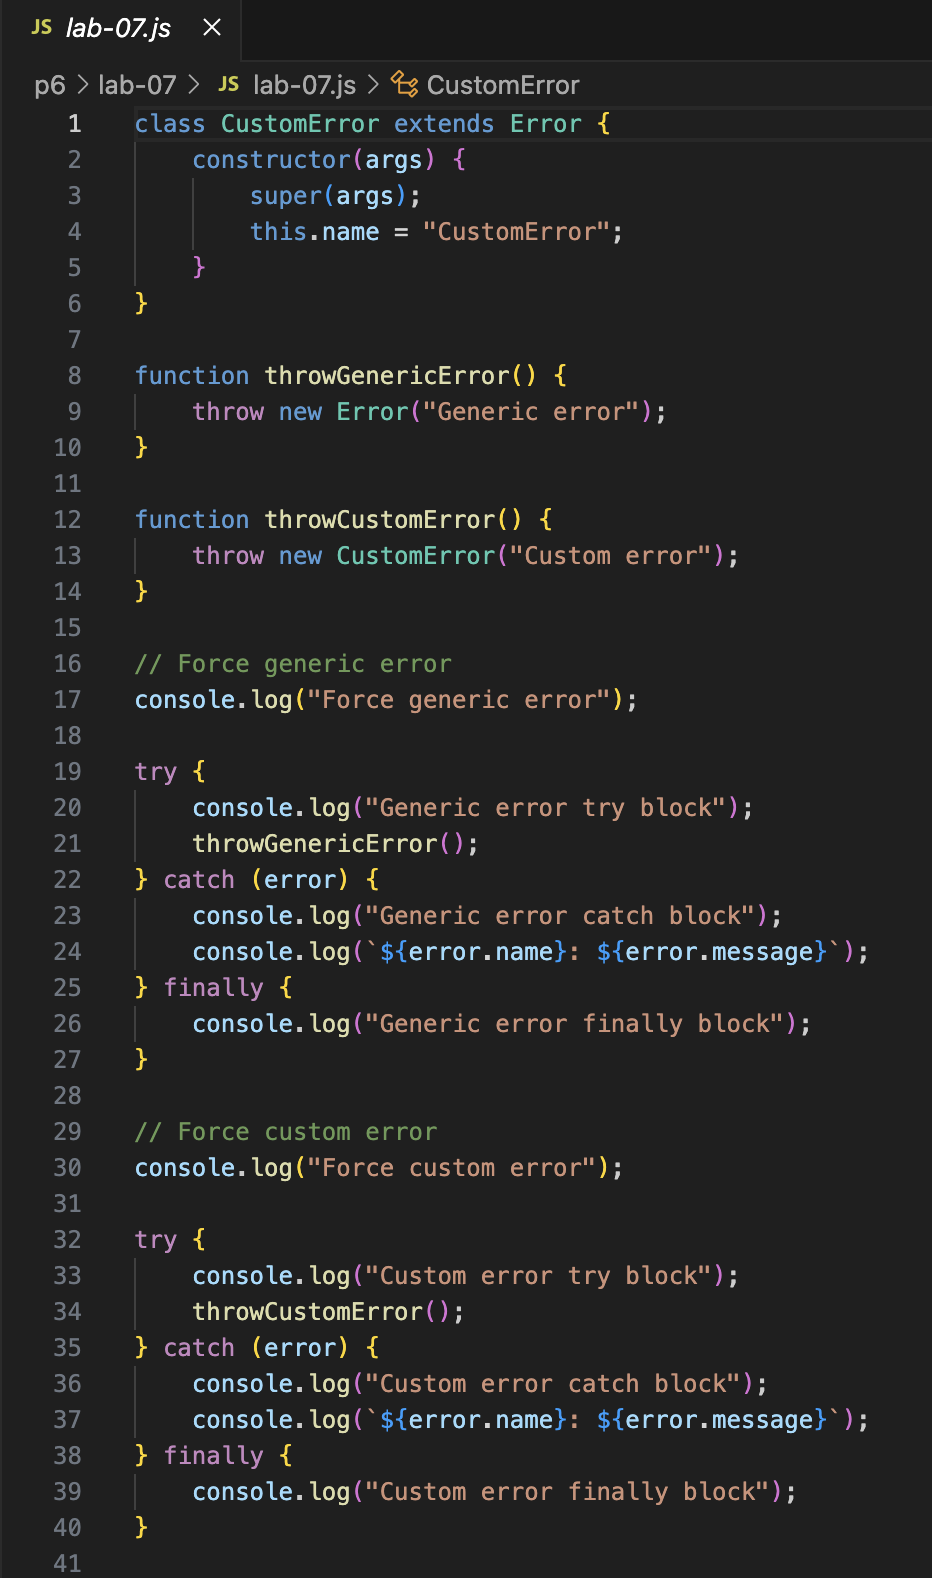 JS lab-07.js ×
p6 > lab-07 > JS lab-07.js > CustomError
1 class CustomError extends Error {
2     constructor(args) {
3         super(args);
4         this.name = "CustomError";
5     }
6 }
7
8 function throwGenericError() {
9     throw new Error("Generic error");
10 }
11
12 function throwCustomError() {
13     throw new CustomError("Custom error");
14 }
15
16 // Force generic error
17 console.log("Force generic error");
18
19 try {
20     console.log("Generic error try block");
21     throwGenericError();
22 } catch (error) {
23     console.log("Generic error catch block");
24     console.log(`${error.name}: ${error.message}`);
25 } finally {
26     console.log("Generic error finally block");
27 }
28
29 // Force custom error
30 console.log("Force custom error");
31
32 try {
33     console.log("Custom error try block");
34     throwCustomError();
35 } catch (error) {
36     console.log("Custom error catch block");
37     console.log(`${error.name}: ${error.message}`);
38 } finally {
39     console.log("Custom error finally block");
40 }
41